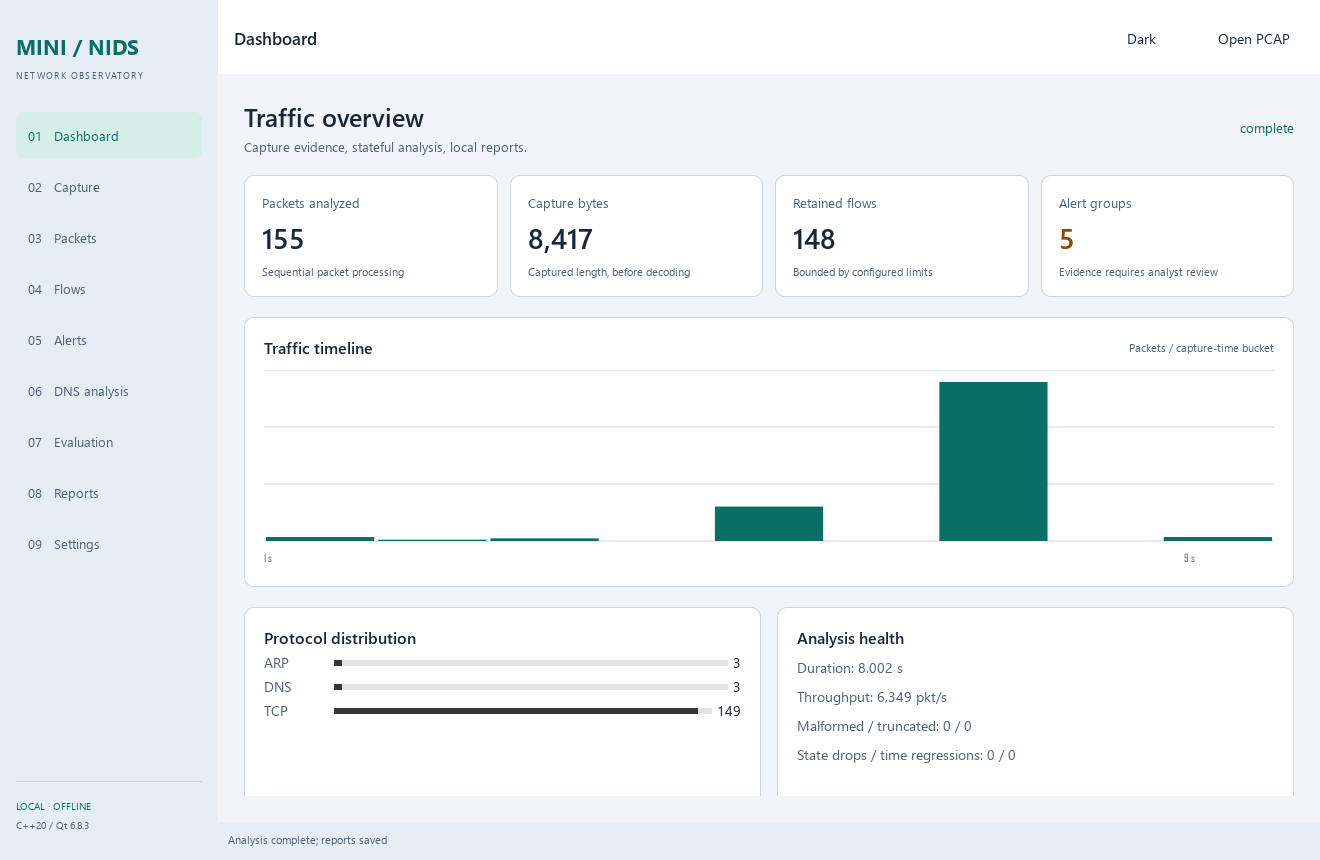 MINI / NIDS
NETWORK OBSERVATORY
01 Dashboard
02 Capture
03 Packets
04 Flows
05 Alerts
06 DNS analysis
07 Evaluation
08 Reports
09 Settings
LOCAL · OFFLINE
C++20 / Qt 6.8.3
Dashboard
Dark
Open PCAP
Traffic overview
Capture evidence, stateful analysis, local reports.
complete
Packets analyzed
155
Sequential packet processing
Capture bytes
8,417
Captured length, before decoding
Retained flows
148
Bounded by configured limits
Alert groups
5
Evidence requires analyst review
Traffic timeline
Packets / capture-time bucket
1 s
9 s
Protocol distribution
ARP 3
DNS 3
TCP 149
Analysis health
Duration: 8.002 s
Throughput: 6,349 pkt/s
Malformed / truncated: 0 / 0
State drops / time regressions: 0 / 0
Analysis complete; reports saved